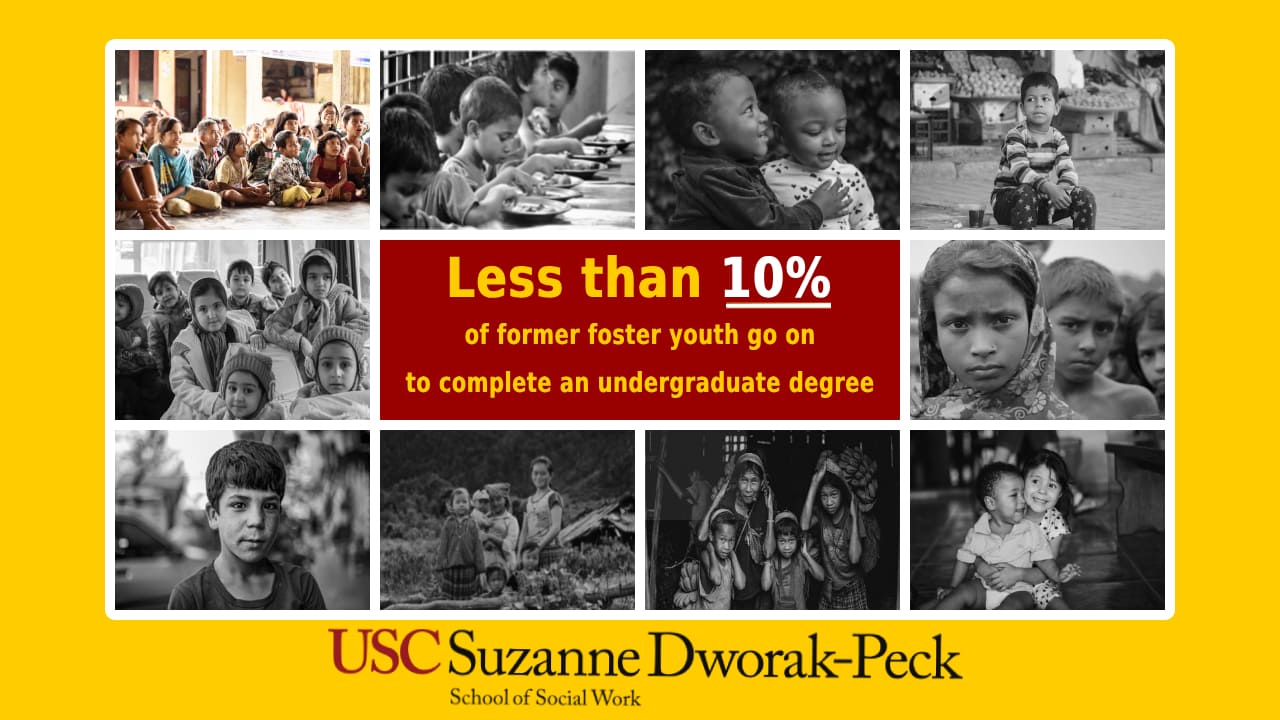 Less than 10%
of former foster youth go on
to complete an undergraduate degree
USC Suzanne Dworak-Peck
School of Social Work